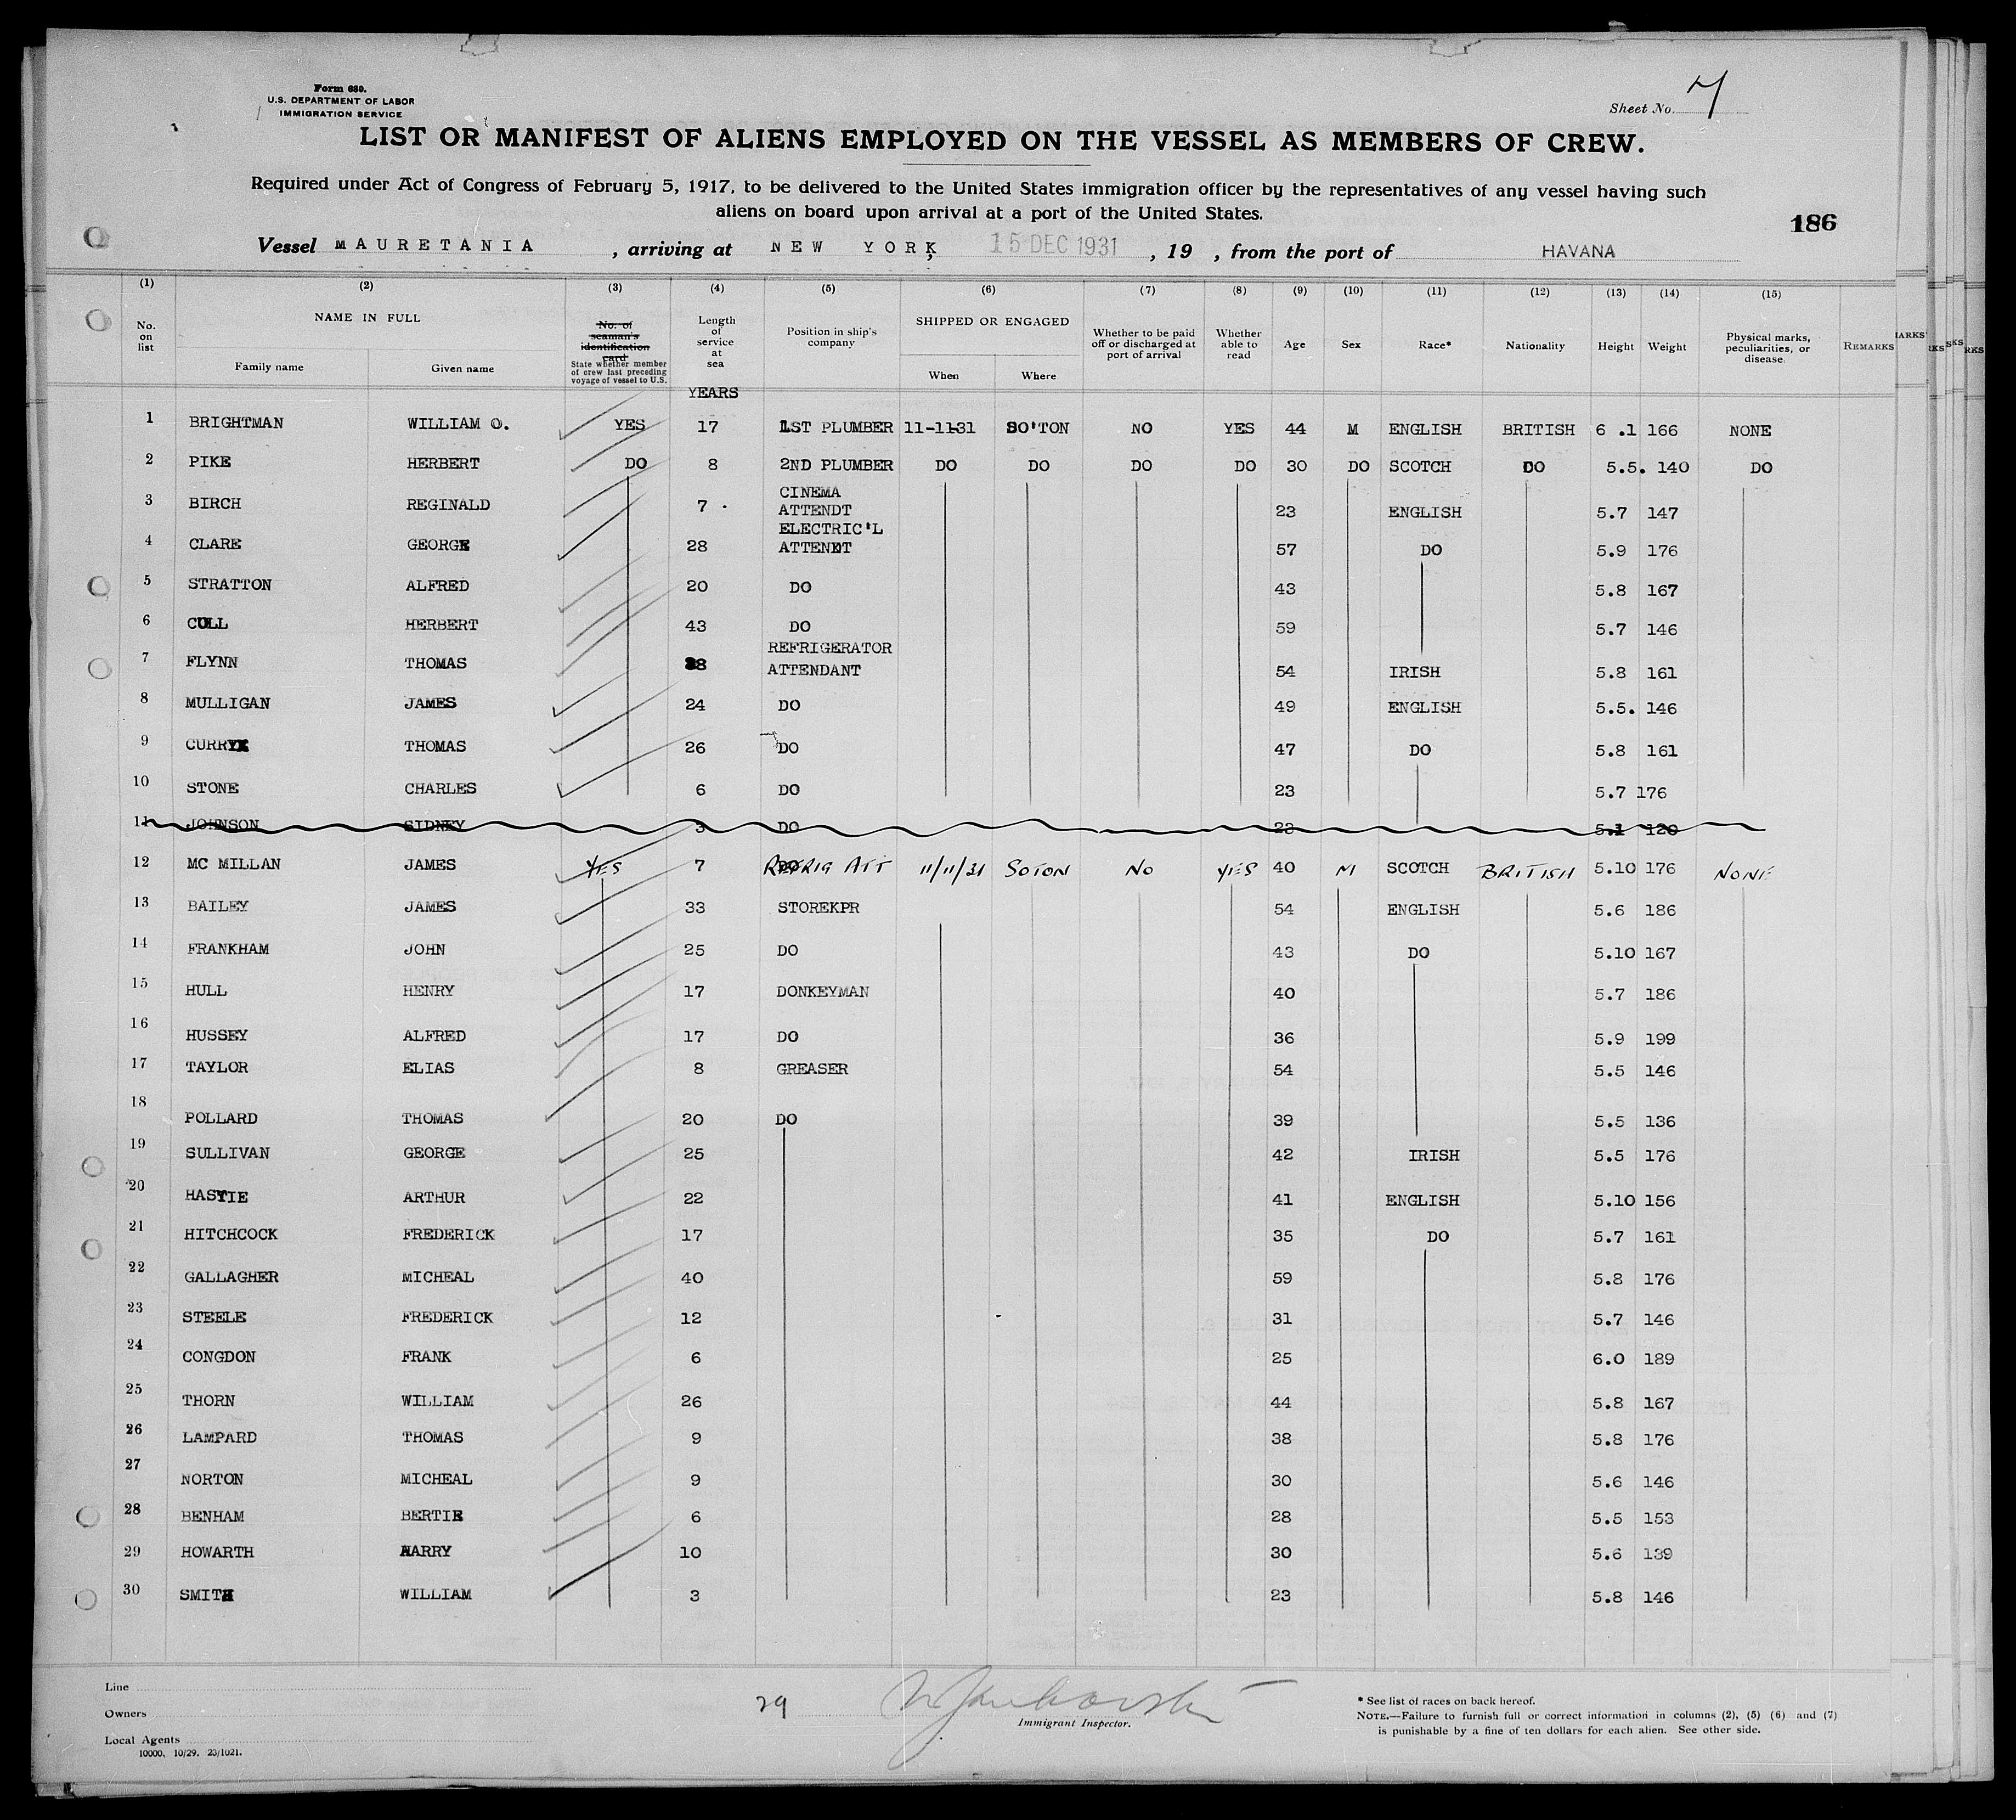 Form 680.
U.S. DEPARTMENT OF LABOR
IMMIGRATION SERVICE
Sheet No. 7
LIST OR MANIFEST OF ALIENS EMPLOYED ON THE VESSEL AS MEMBERS OF CREW.
Required under Act of Congress of February 5, 1917, to be delivered to the United States immigration officer by the representatives of any vessel having such
aliens on board upon arrival at a port of the United States.
186
Vessel MAURETANIA, arriving at NEW YORK, 15 DEC 1931, 19 , from the port of HAVANA
(1) (2) (3) (4) (5) (6) (7) (8) (9) (10) (11) (12) (13) (14) (15)
No. on list
NAME IN FULL
Family name Given name
No. of seaman's identification card
State whether member of crew last preceding voyage of vessel to U.S.
Length of service at sea
YEARS
Position in ship's company
SHIPPED OR ENGAGED
When Where
Whether to be paid off or discharged at port of arrival
Whether able to read
Age
Sex
Race*
Nationality
Height
Weight
Physical marks, peculiarities, or disease
REMARKS
ARKS
KS
SKS
RKS
1 BRIGHTMAN WILLIAM O. YES 17 1ST PLUMBER 11-11-31 SO'TON NO YES 44 M ENGLISH BRITISH 6 .1 166 NONE
2 PIKE HERBERT DO 8 2ND PLUMBER DO DO DO DO 30 DO SCOTCH DO 5.5. 140 DO
3 BIRCH REGINALD 7 CINEMA ATTENDT 23 ENGLISH 5.7 147
4 CLARE GEORGE 28 ELECTRIC'L ATTENDT 57 DO 5.9 176
5 STRATTON ALFRED 20 DO 43 5.8 167
6 CULL HERBERT 43 DO 59 5.7 146
7 FLYNN THOMAS 38 REFRIGERATOR ATTENDANT 54 IRISH 5.8 161
8 MULLIGAN JAMES 24 DO 49 ENGLISH 5.5. 146
9 CURRY THOMAS 26 DO 47 DO 5.8 161
10 STONE CHARLES 6 DO 23 5.7 176
11 JOHNSON SIDNEY 3 DO 23 5.1 120
12 MC MILLAN JAMES YES 7 REFRIG ATT 11/11/31 SOTON NO YES 40 M SCOTCH BRITISH 5.10 176 NONE
13 BAILEY JAMES 33 STOREKPR 54 ENGLISH 5.6 186
14 FRANKHAM JOHN 25 DO 43 DO 5.10 167
15 HULL HENRY 17 DONKEYMAN 40 5.7 186
16 HUSSEY ALFRED 17 DO 36 5.9 199
17 TAYLOR ELIAS 8 GREASER 54 5.5 146
18 POLLARD THOMAS 20 DO 39 5.5 136
19 SULLIVAN GEORGE 25 42 IRISH 5.5 176
20 HASTIE ARTHUR 22 41 ENGLISH 5.10 156
21 HITCHCOCK FREDERICK 17 35 DO 5.7 161
22 GALLAGHER MICHEAL 40 59 5.8 176
23 STEELE FREDERICK 12 31 5.7 146
24 CONGDON FRANK 6 25 6.0 189
25 THORN WILLIAM 26 44 5.8 167
26 LAMPARD THOMAS 9 38 5.8 176
27 NORTON MICHEAL 9 30 5.6 146
28 BENHAM BERTIE 6 28 5.5 153
29 HOWARTH HARRY 10 30 5.6 139
30 SMITH WILLIAM 3 23 5.8 146
Line
Owners
Local Agents
10000, 10/29. 23/1021.
29
Immigrant Inspector.
* See list of races on back hereof.
NOTE.—Failure to furnish full or correct information in columns (2), (5) (6) and (7)
is punishable by a fine of ten dollars for each alien. See other side.